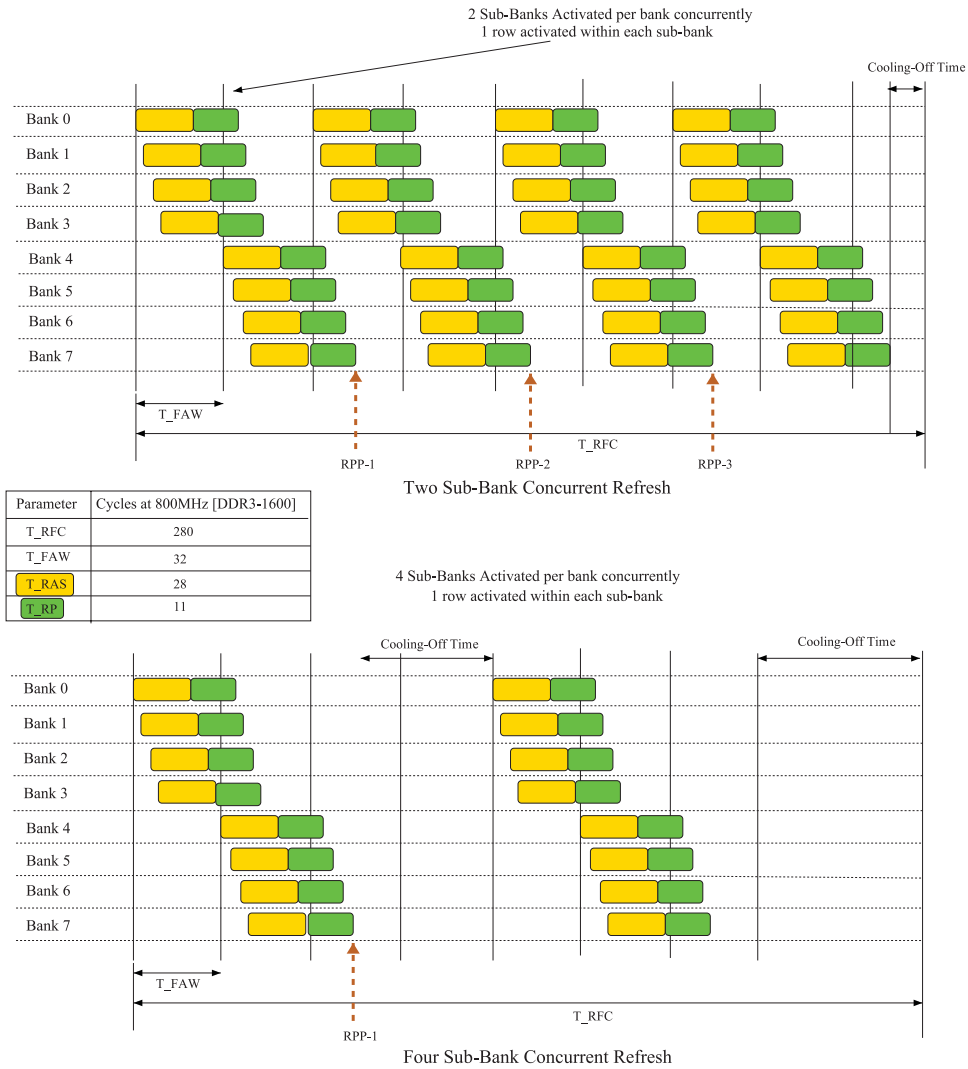 2 Sub-Banks Activated per bank concurrently
1 row activated within each sub-bank
Cooling-Off Time
Bank 0
Bank 1
Bank 2
Bank 3
Bank 4
Bank 5
Bank 6
Bank 7
T_FAW
T_RFC
RPP-1 RPP-2 RPP-3
Two Sub-Bank Concurrent Refresh
Parameter Cycles at 800MHz [DDR3-1600]
T_RFC 280
T_FAW 32
T_RAS 28
T_RP 11
4 Sub-Banks Activated per bank concurrently
1 row activated within each sub-bank
Cooling-Off Time Cooling-Off Time
Bank 0
Bank 1
Bank 2
Bank 3
Bank 4
Bank 5
Bank 6
Bank 7
T_FAW
T_RFC
RPP-1
Four Sub-Bank Concurrent Refresh